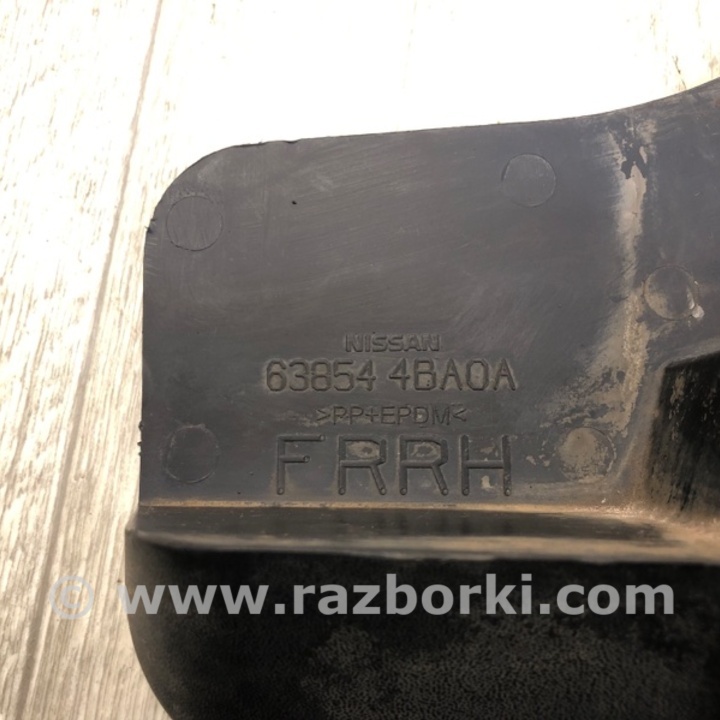 NISSAN
63854 4BA0A
>PP+EPDM<
FRRH
© www.razborki.com